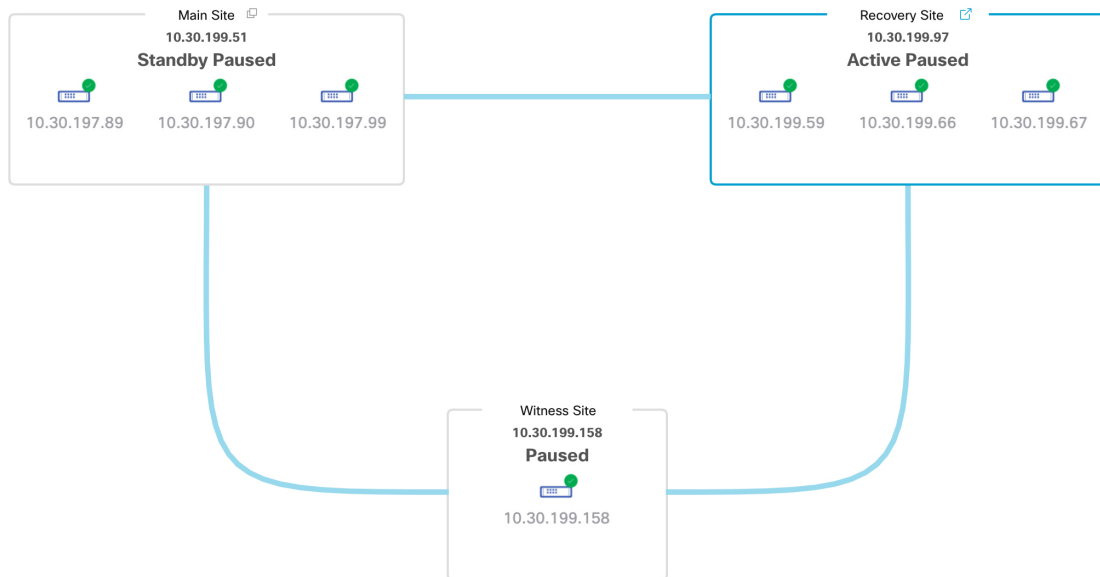 Main Site
10.30.199.51
Standby Paused
10.30.197.89 10.30.197.90 10.30.197.99
Recovery Site
10.30.199.97
Active Paused
10.30.199.59 10.30.199.66 10.30.199.67
Witness Site
10.30.199.158
Paused
10.30.199.158